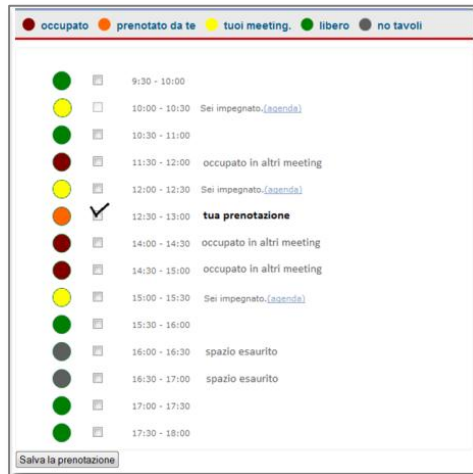 occupato prenotato da te tuoi meeting. libero no tavoli
9:30 - 10:00
10:00 - 10:30 Sei impegnato.(agenda)
10:30 - 11:00
11:30 - 12:00 occupato in altri meeting
12:00 - 12:30 Sei impegnato.(agenda)
12:30 - 13:00 tua prenotazione
14:00 - 14:30 occupato in altri meeting
14:30 - 15:00 occupato in altri meeting
15:00 - 15:30 Sei impegnato.(agenda)
15:30 - 16:00
16:00 - 16:30 spazio esaurito
16:30 - 17:00 spazio esaurito
17:00 - 17:30
17:30 - 18:00
Salva la prenotazione